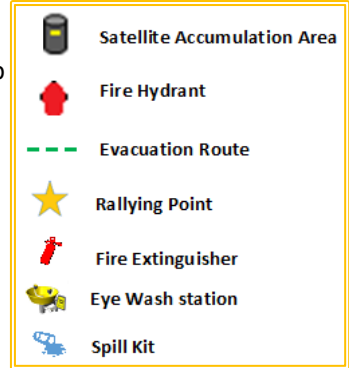 Satellite Accumulation Area
Fire Hydrant
Evacuation Route
Rallying Point
Fire Extinguisher
Eye Wash station
Spill Kit